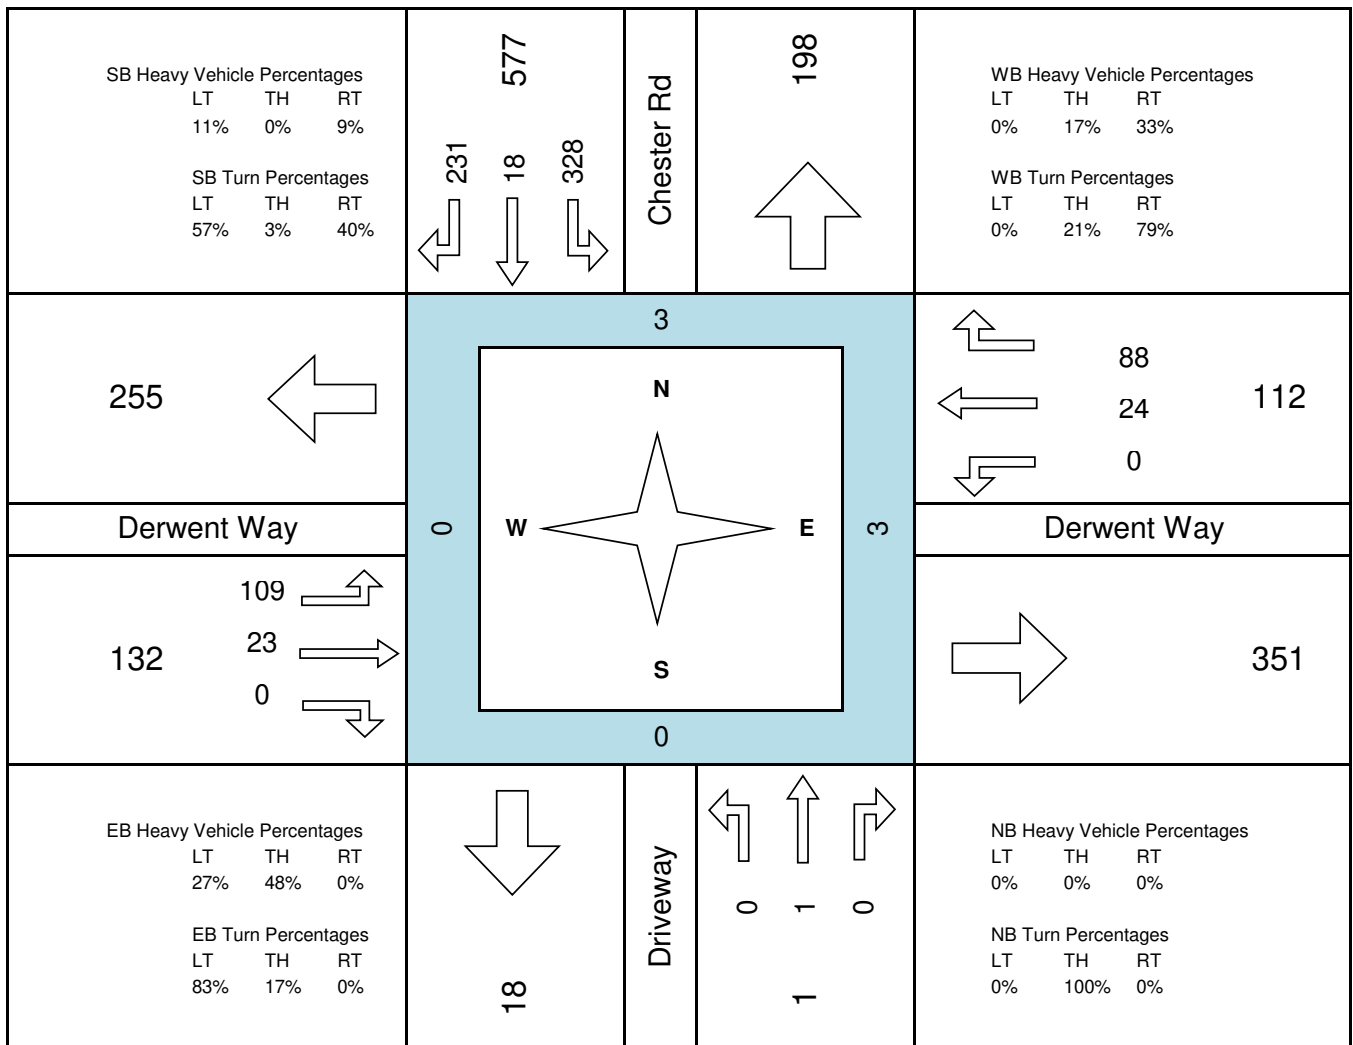 SB Heavy Vehicle Percentages
LT TH RT
11% 0% 9%
SB Turn Percentages
LT TH RT
57% 3% 40%
577
231 18 328
Chester Rd
198
WB Heavy Vehicle Percentages
LT TH RT
0% 17% 33%
WB Turn Percentages
LT TH RT
0% 21% 79%
255
3
N
88
24
0
112
Derwent Way
0
W
E
3
Derwent Way
109
23
0
132
S
0
351
EB Heavy Vehicle Percentages
LT TH RT
27% 48% 0%
EB Turn Percentages
LT TH RT
83% 17% 0%
18
Driveway
0 1 0
1
NB Heavy Vehicle Percentages
LT TH RT
0% 0% 0%
NB Turn Percentages
LT TH RT
0% 100% 0%